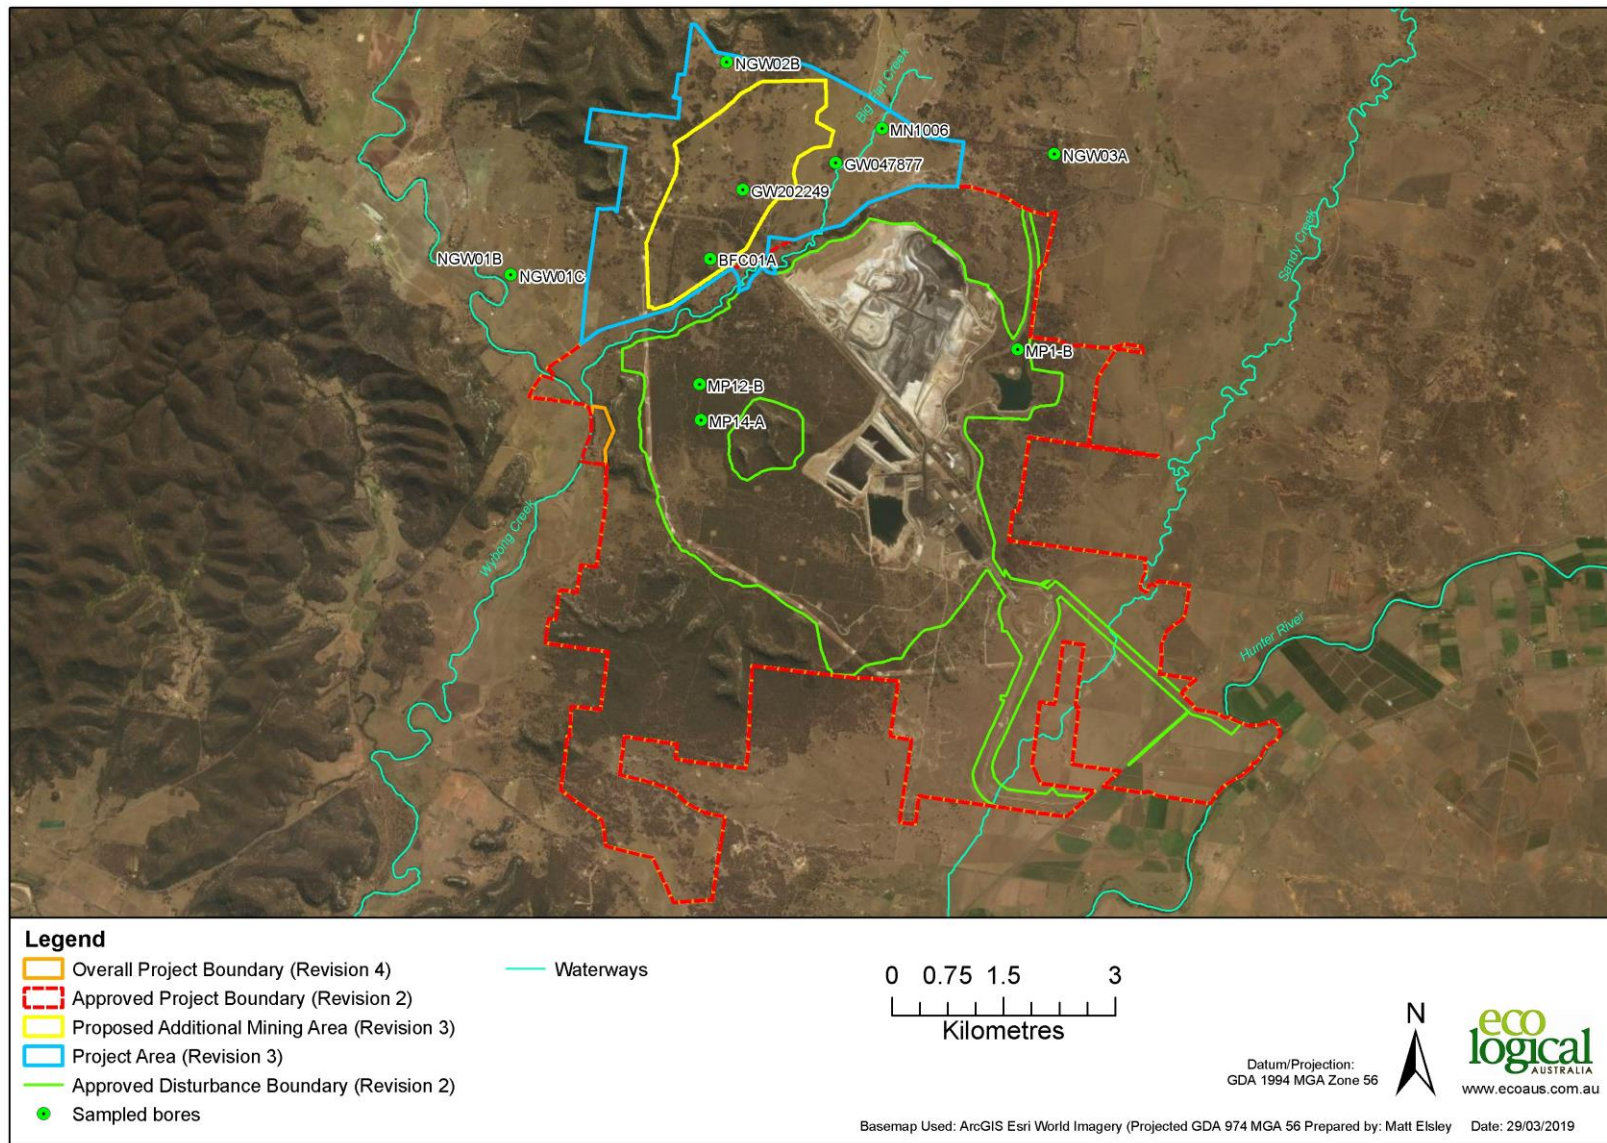 NGW02B
Big Flat Creek
MN1006
NGW03A
GW047877
GW202249
Sandy Creek
NGW01B
BFC01A
NGW01C
MP1-B
MP12-B
MP14-A
Wybong Creek
Hunter River
Legend
Overall Project Boundary (Revision 4)
Approved Project Boundary (Revision 2)
Proposed Additional Mining Area (Revision 3)
Project Area (Revision 3)
Approved Disturbance Boundary (Revision 2)
Sampled bores
Waterways
0 0.75 1.5 3
Kilometres
Datum/Projection:
GDA 1994 MGA Zone 56
N
eco
logical
AUSTRALIA
www.ecoaus.com.au
Basemap Used: ArcGIS Esri World Imagery (Projected GDA 974 MGA 56 Prepared by: Matt Elsley Date: 29/03/2019